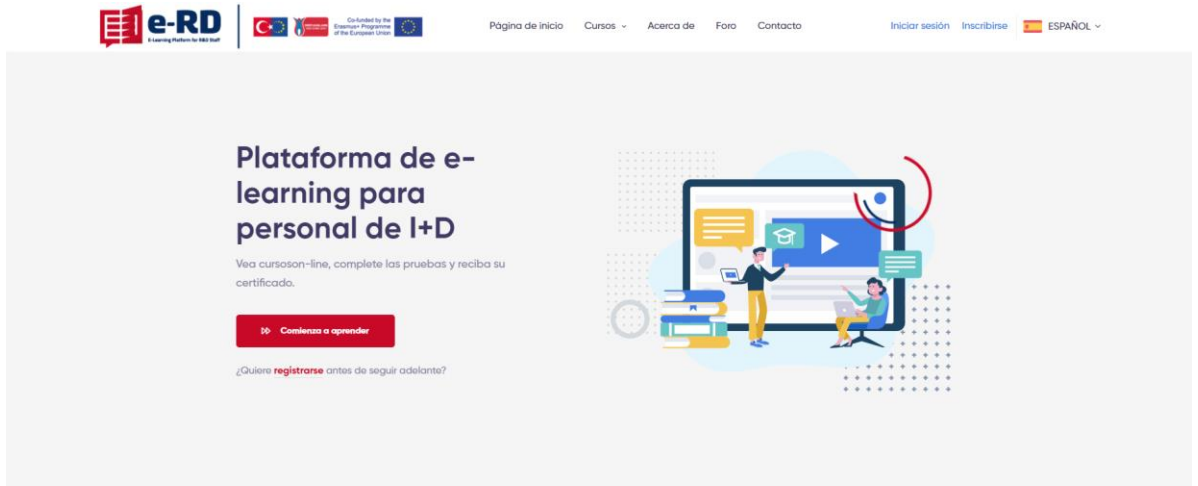 e-RD
E-Learning Platform for R&D Staff
Co-funded by the
Erasmus+ Programme
of the European Union
Página de inicio Cursos Acerca de Foro Contacto
Iniciar sesión Inscribirse ESPAÑOL
Plataforma de e-
learning para
personal de I+D
Vea cursoson-line, complete las pruebas y reciba su
certificado.
Comienza a aprender
¿Quiere registrarse antes de seguir adelante?